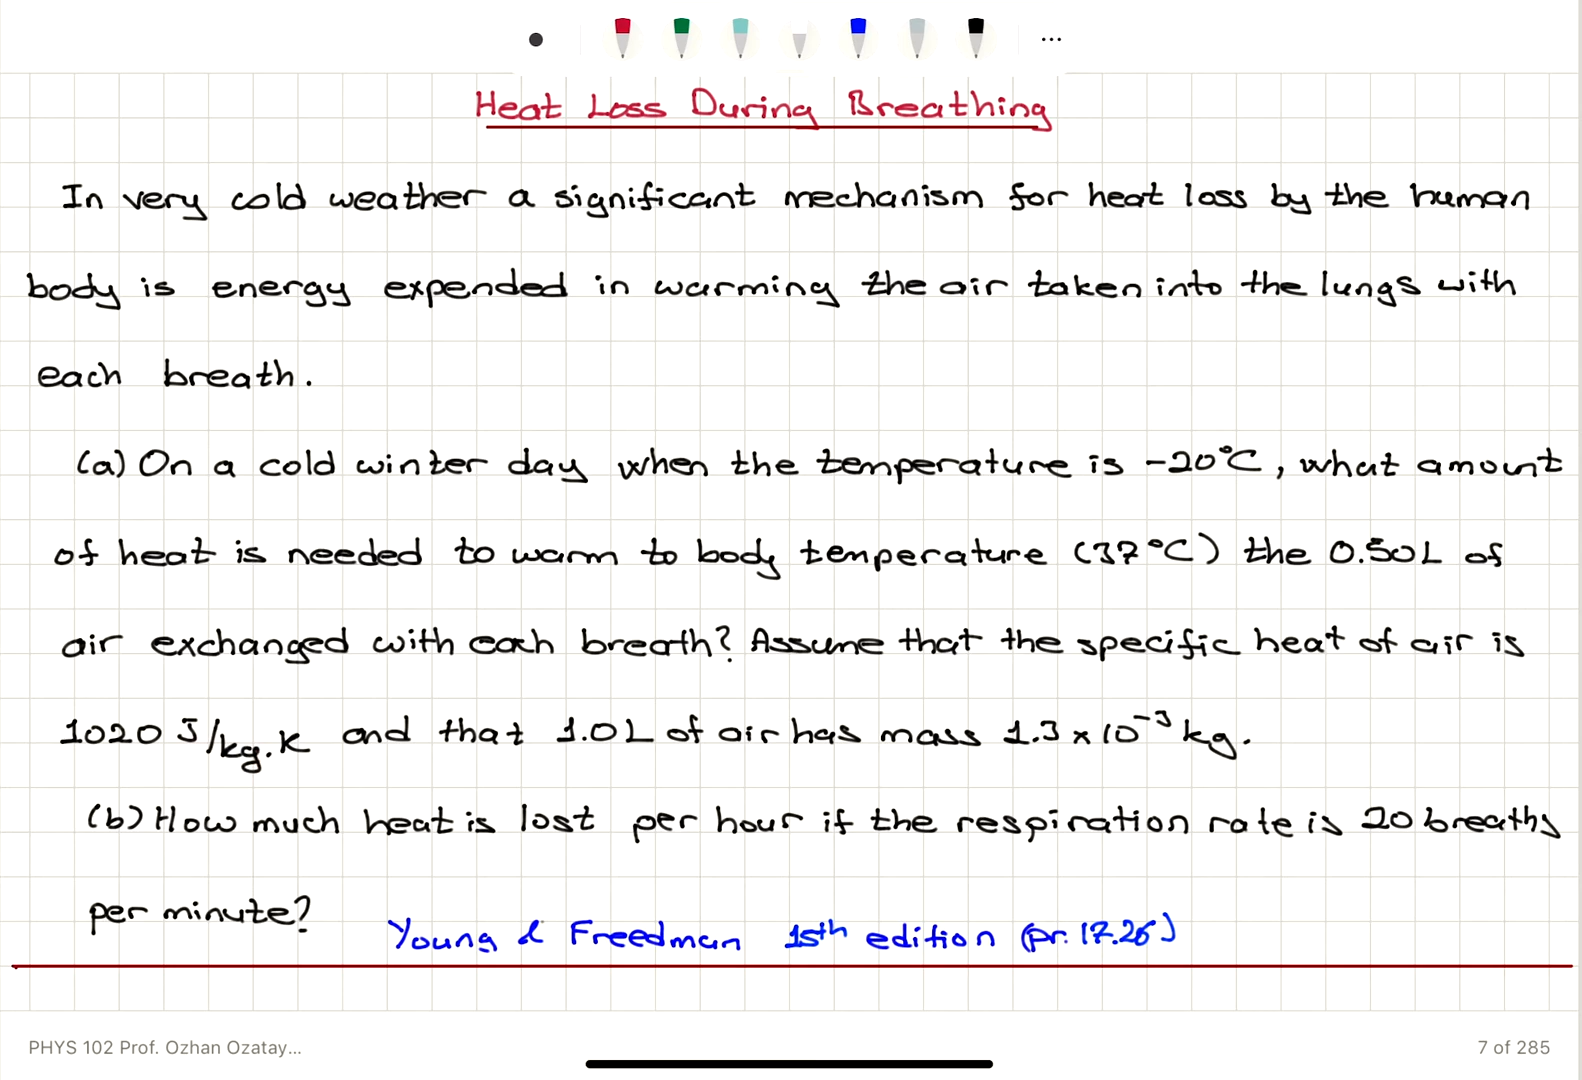 ...
Heat Loss During Breathing
In very cold weather a significant mechanism for heat loss by the human
body is energy expended in warming the air taken into the lungs with
each breath.
(a) On a cold winter day when the temperature is -20°C, what amount
of heat is needed to warm to body temperature (37°C) the 0.50L of
air exchanged with each breath? Assume that the specific heat of air is
1020 J/kg.K and that 1.0L of air has mass 1.3 x 10⁻³ kg.
(b) How much heat is lost per hour if the respiration rate is 20 breaths
per minute?
Young & Freedman 15th edition (pr. 17.26)
PHYS 102 Prof. Ozhan Ozatay...
7 of 285